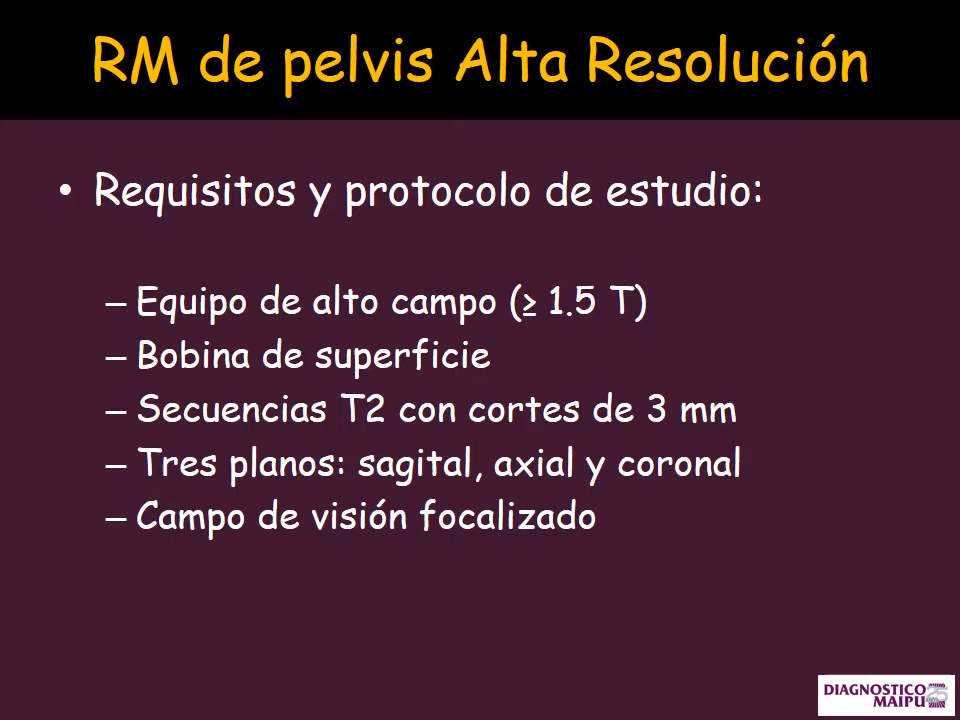 RM de pelvis Alta Resolución
• Requisitos y protocolo de estudio:
– Equipo de alto campo (≥ 1.5 T)
– Bobina de superficie
– Secuencias T2 con cortes de 3 mm
– Tres planos: sagital, axial y coronal
– Campo de visión focalizado
DIAGNOSTICO
MAIPU 25